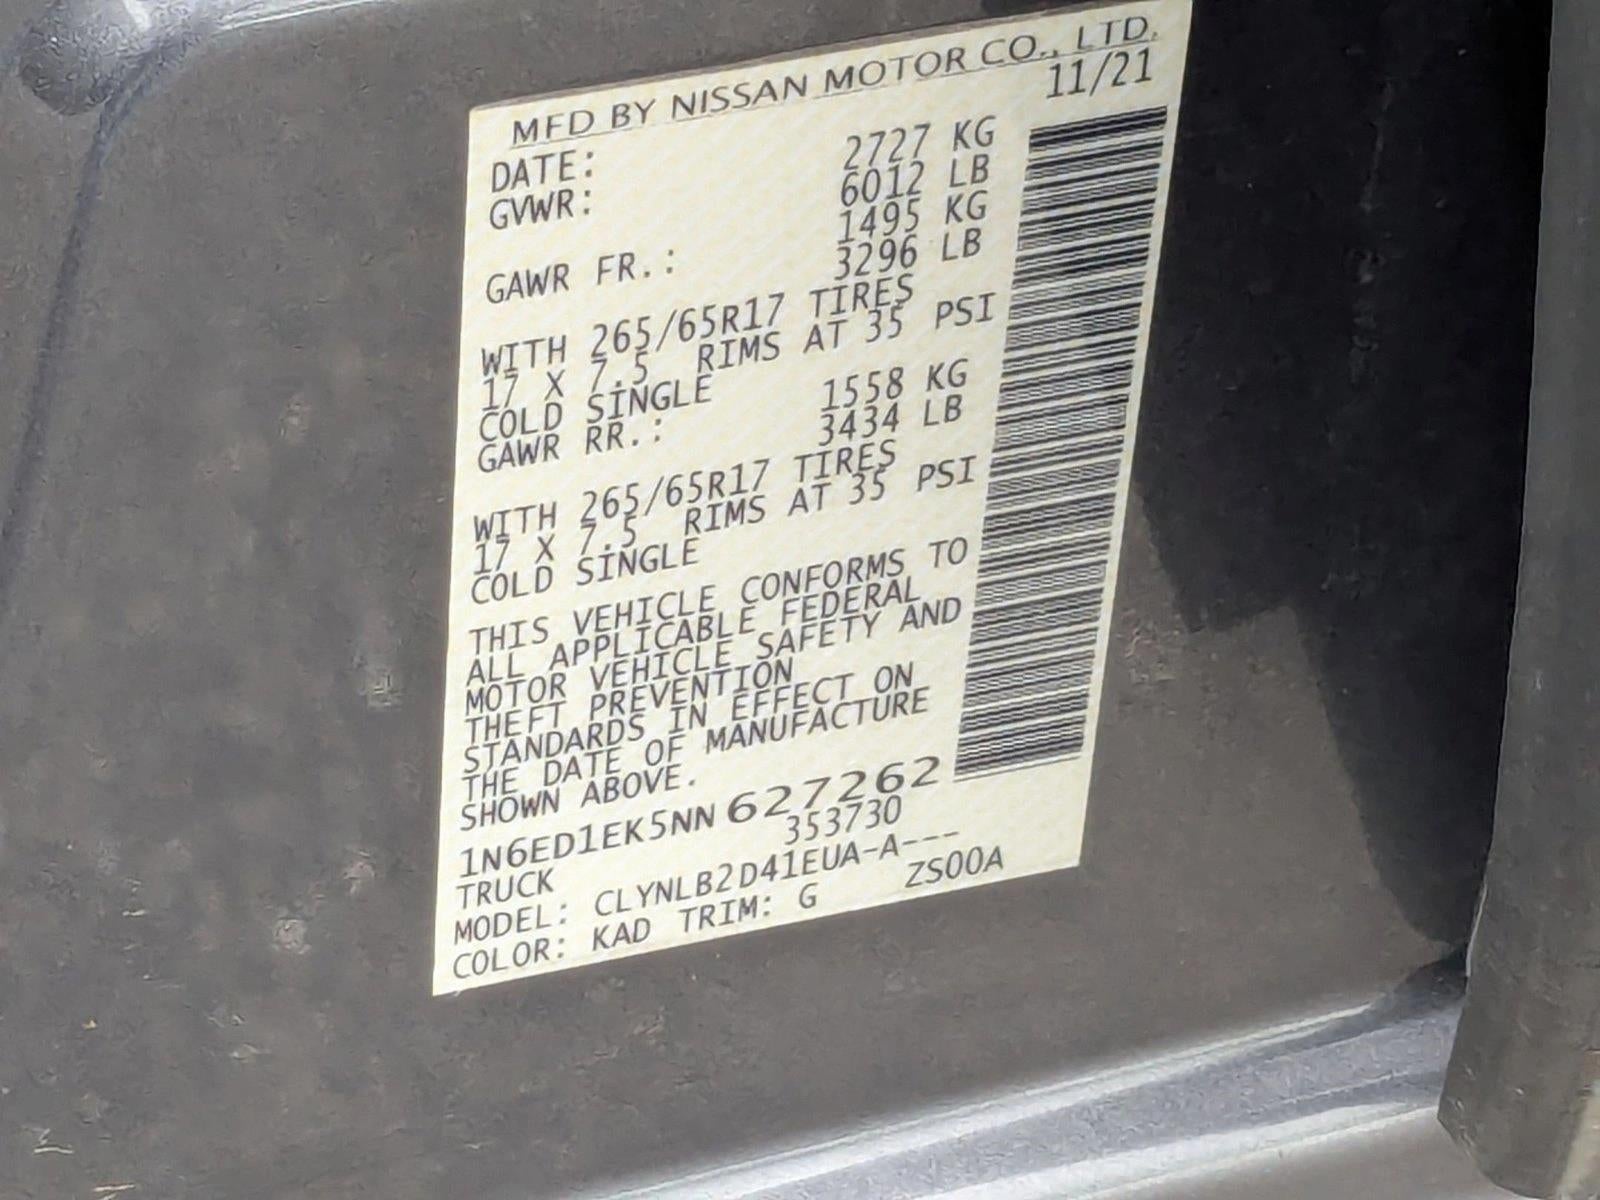 MFD BY NISSAN MOTOR CO., LTD.
DATE: 11/21
GVWR: 2727 KG
6012 LB
GAWR FR.: 1495 KG
3296 LB
WITH 265/65R17 TIRES
17 X 7.5 RIMS AT 35 PSI
COLD SINGLE
GAWR RR.: 1558 KG
3434 LB
WITH 265/65R17 TIRES
17 X 7.5 RIMS AT 35 PSI
COLD SINGLE
THIS VEHICLE CONFORMS TO
ALL APPLICABLE FEDERAL
MOTOR VEHICLE SAFETY AND
THEFT PREVENTION
STANDARDS IN EFFECT ON
THE DATE OF MANUFACTURE
SHOWN ABOVE.
1N6ED1EK5NN627262
TRUCK 353730
MODEL: CLYNLB2D41EUA-A---
COLOR: KAD TRIM: G ZS00A